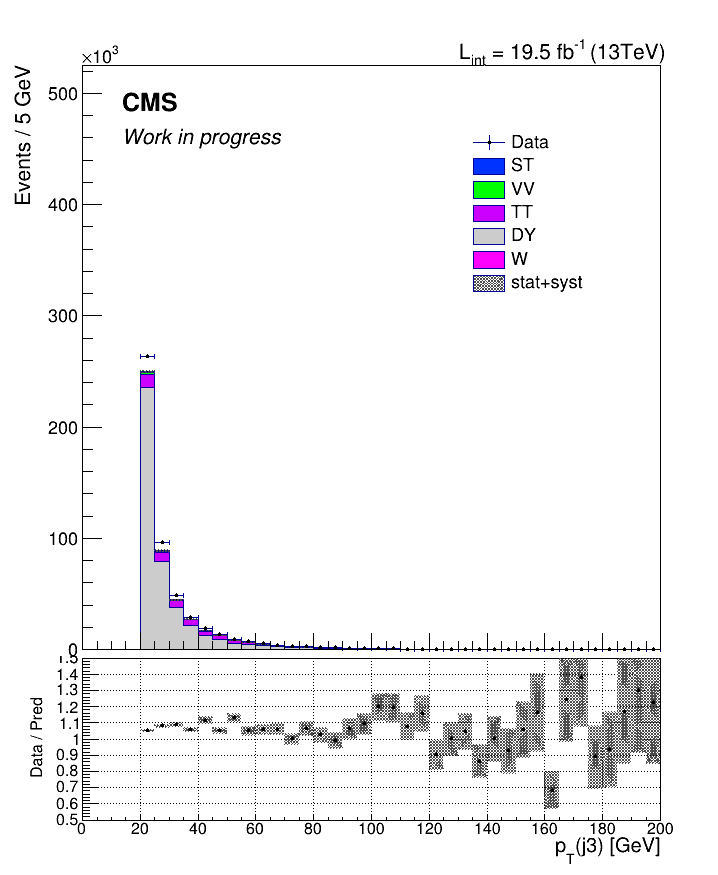 ×10³
L_int = 19.5 fb⁻¹ (13TeV)
Events / 5 GeV
500
400
300
200
100
0
CMS
Work in progress
Data
ST
VV
TT
DY
W
stat+syst
Data / Pred
1.5
1.4
1.3
1.2
1.1
1
0.9
0.8
0.7
0.6
0.5
0 20 40 60 80 100 120 140 160 180 200
p_T(j3) [GeV]